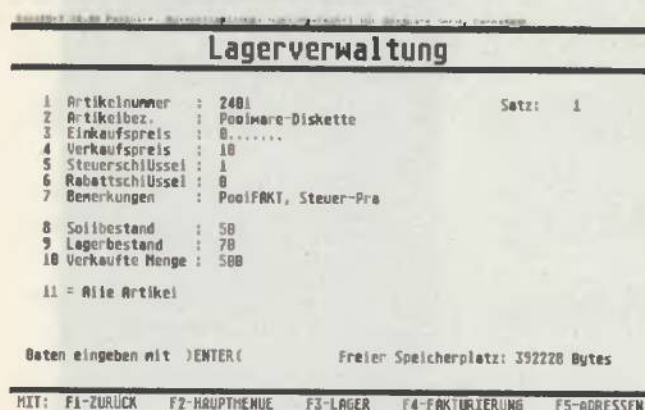 Lagerverwaltung
1 Artikelnummer : 2401 Satz: 1
2 Artikelbez. : Poolware-Diskette
3 Einkaufspreis : 0.......
4 Verkaufspreis : 10
5 Steuerschlüssel : 1
6 Rabattschlüssel : 0
7 Bemerkungen : PoolFAKT, Steuer-Pra
8 Sollbestand : 50
9 Lagerbestand : 70
10 Verkaufte Menge : 500
11 = Alle Artikel
Daten eingeben mit )ENTER( Freier Speicherplatz: 392228 Bytes
MIT: F1-ZURÜCK F2-HAUPTMENUE F3-LAGER F4-FAKTURIERUNG F5-ADRESSEN